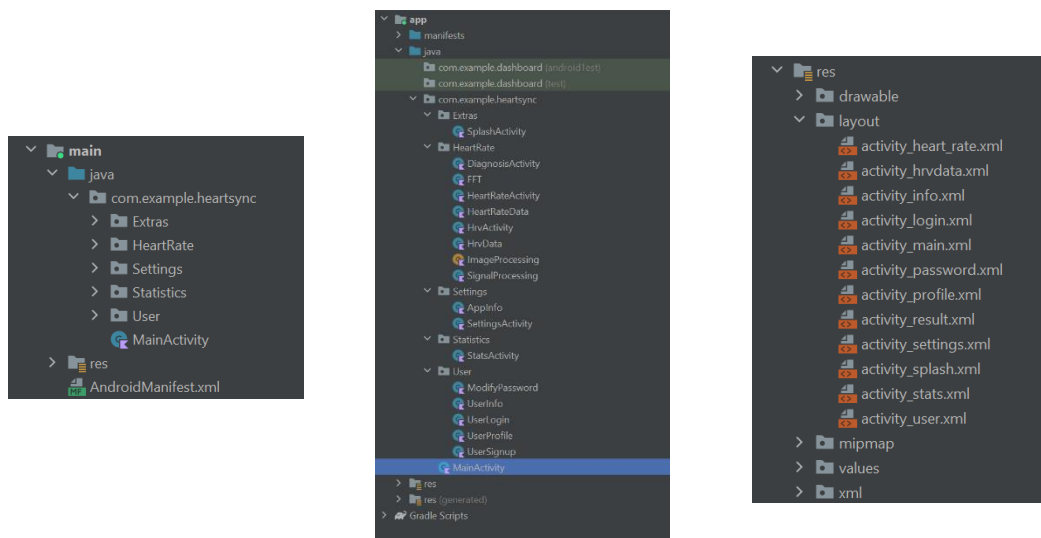 main
java
com.example.heartsync
Extras
HeartRate
Settings
Statistics
User
MainActivity
res
MF
AndroidManifest.xml
app
manifests
java
com.example.dashboard (androidTest)
com.example.dashboard (test)
com.example.heartsync
Extras
SplashActivity
HeartRate
DiagnosisActivity
FFT
HeartRateActivity
HeartRateData
HrvActivity
HrvData
ImageProcessing
SignalProcessing
Settings
AppInfo
SettingsActivity
Statistics
StatsActivity
User
ModifyPassword
UserInfo
UserLogin
UserProfile
UserSignup
MainActivity
res
res (generated)
Gradle Scripts
res
drawable
layout
activity_heart_rate.xml
activity_hrvdata.xml
activity_info.xml
activity_login.xml
activity_main.xml
activity_password.xml
activity_profile.xml
activity_result.xml
activity_settings.xml
activity_splash.xml
activity_stats.xml
activity_user.xml
mipmap
values
xml